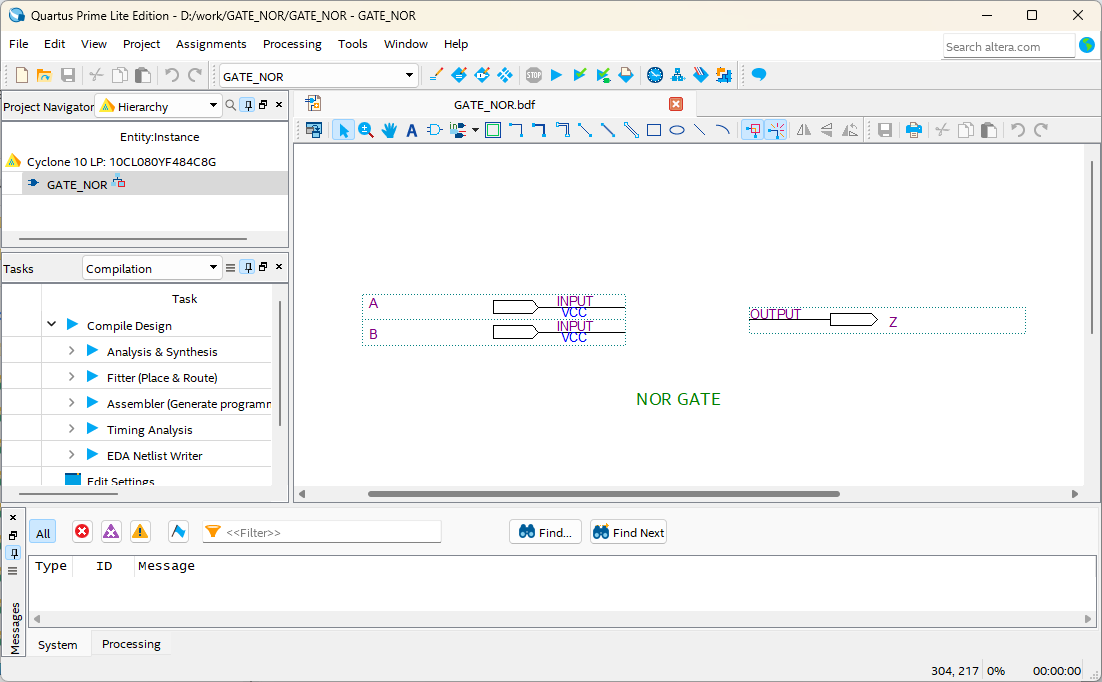 Quartus Prime Lite Edition - D:/work/GATE_NOR/GATE_NOR - GATE_NOR
File Edit View Project Assignments Processing Tools Window Help
Search altera.com
GATE_NOR
STOP
Project Navigator Hierarchy
Entity:Instance
Cyclone 10 LP: 10CL080YF484C8G
GATE_NOR
Tasks Compilation
Task
Compile Design
Analysis & Synthesis
Fitter (Place & Route)
Assembler (Generate programm
Timing Analysis
EDA Netlist Writer
Edit Settings
GATE_NOR.bdf
A
A INPUT
VCC
B INPUT
VCC
OUTPUT Z
NOR GATE
All <<Filter>> Find... Find Next
Type ID Message
Messages
System Processing
304, 217 0% 00:00:00